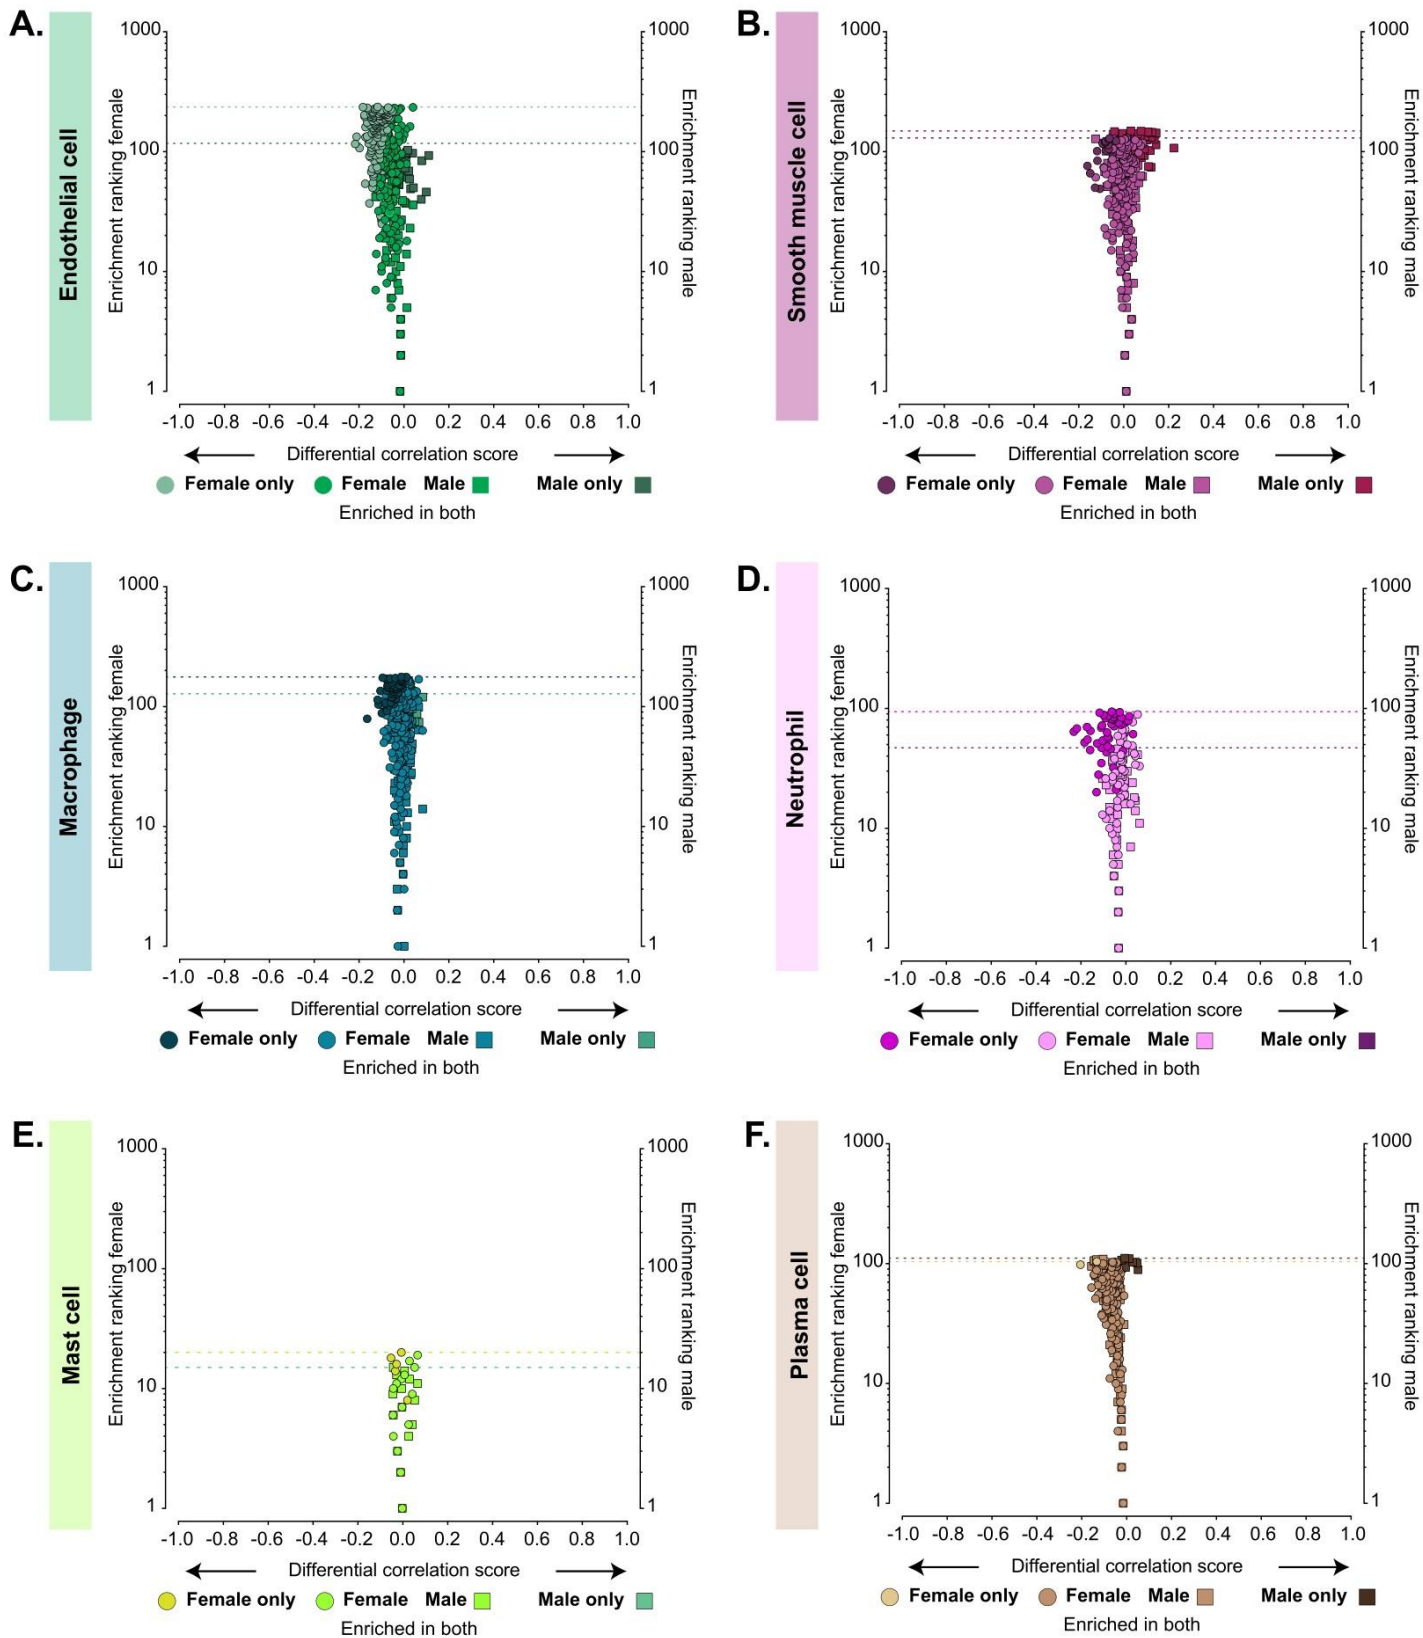 A.
Endothelial cell
Enrichment ranking female
1000
100
10
1
1000
100
10
1
Enrichment ranking male
-1.0 -0.8 -0.6 -0.4 -0.2 0.0 0.2 0.4 0.6 0.8 1.0
Differential correlation score
Female only Female Male Male only
Enriched in both
B.
Smooth muscle cell
Enrichment ranking female
1000
100
10
1
1000
100
10
1
Enrichment ranking male
-1.0 -0.8 -0.6 -0.4 -0.2 0.0 0.2 0.4 0.6 0.8 1.0
Differential correlation score
Female only Female Male Male only
Enriched in both
C.
Macrophage
Enrichment ranking female
1000
100
10
1
1000
100
10
1
Enrichment ranking male
-1.0 -0.8 -0.6 -0.4 -0.2 0.0 0.2 0.4 0.6 0.8 1.0
Differential correlation score
Female only Female Male Male only
Enriched in both
D.
Neutrophil
Enrichment ranking female
1000
100
10
1
1000
100
10
1
Enrichment ranking male
-1.0 -0.8 -0.6 -0.4 -0.2 0.0 0.2 0.4 0.6 0.8 1.0
Differential correlation score
Female only Female Male Male only
Enriched in both
E.
Mast cell
Enrichment ranking female
1000
100
10
1
1000
100
10
1
Enrichment ranking male
-1.0 -0.8 -0.6 -0.4 -0.2 0.0 0.2 0.4 0.6 0.8 1.0
Differential correlation score
Female only Female Male Male only
Enriched in both
F.
Plasma cell
Enrichment ranking female
1000
100
10
1
1000
100
10
1
Enrichment ranking male
-1.0 -0.8 -0.6 -0.4 -0.2 0.0 0.2 0.4 0.6 0.8 1.0
Differential correlation score
Female only Female Male Male only
Enriched in both